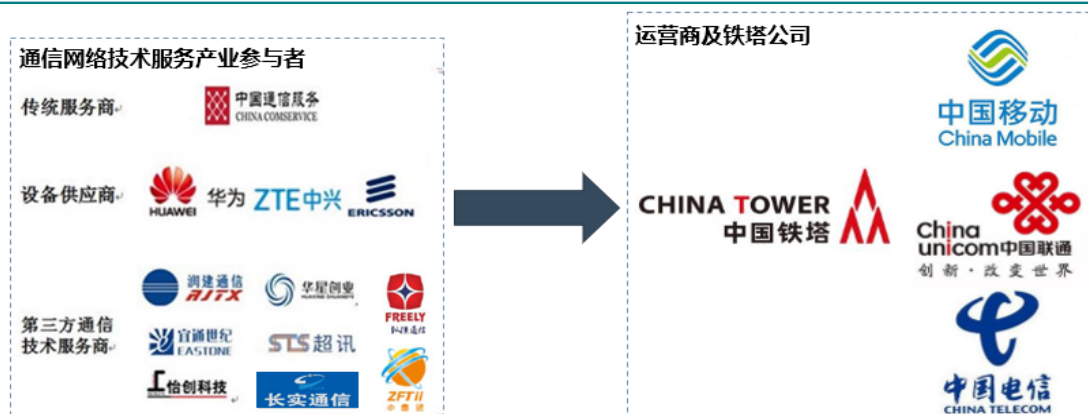 通信网络技术服务产业参与者
传统服务商
中国通信服务
CHINA COMSERVICE
设备供应商
HUAWEI
华为
ZTE中兴
ERICSSON
第三方通信
技术服务商
润建通信
RJTX
华星创业
FREELY
宜通世纪
EASTONE
STS超讯
怡创科技
长实通信
ZFTii
中富通
运营商及铁塔公司
中国移动
China Mobile
CHINA TOWER
中国铁塔
China
unicom中国联通
创新·改变世界
中国电信
CHINA TELECOM